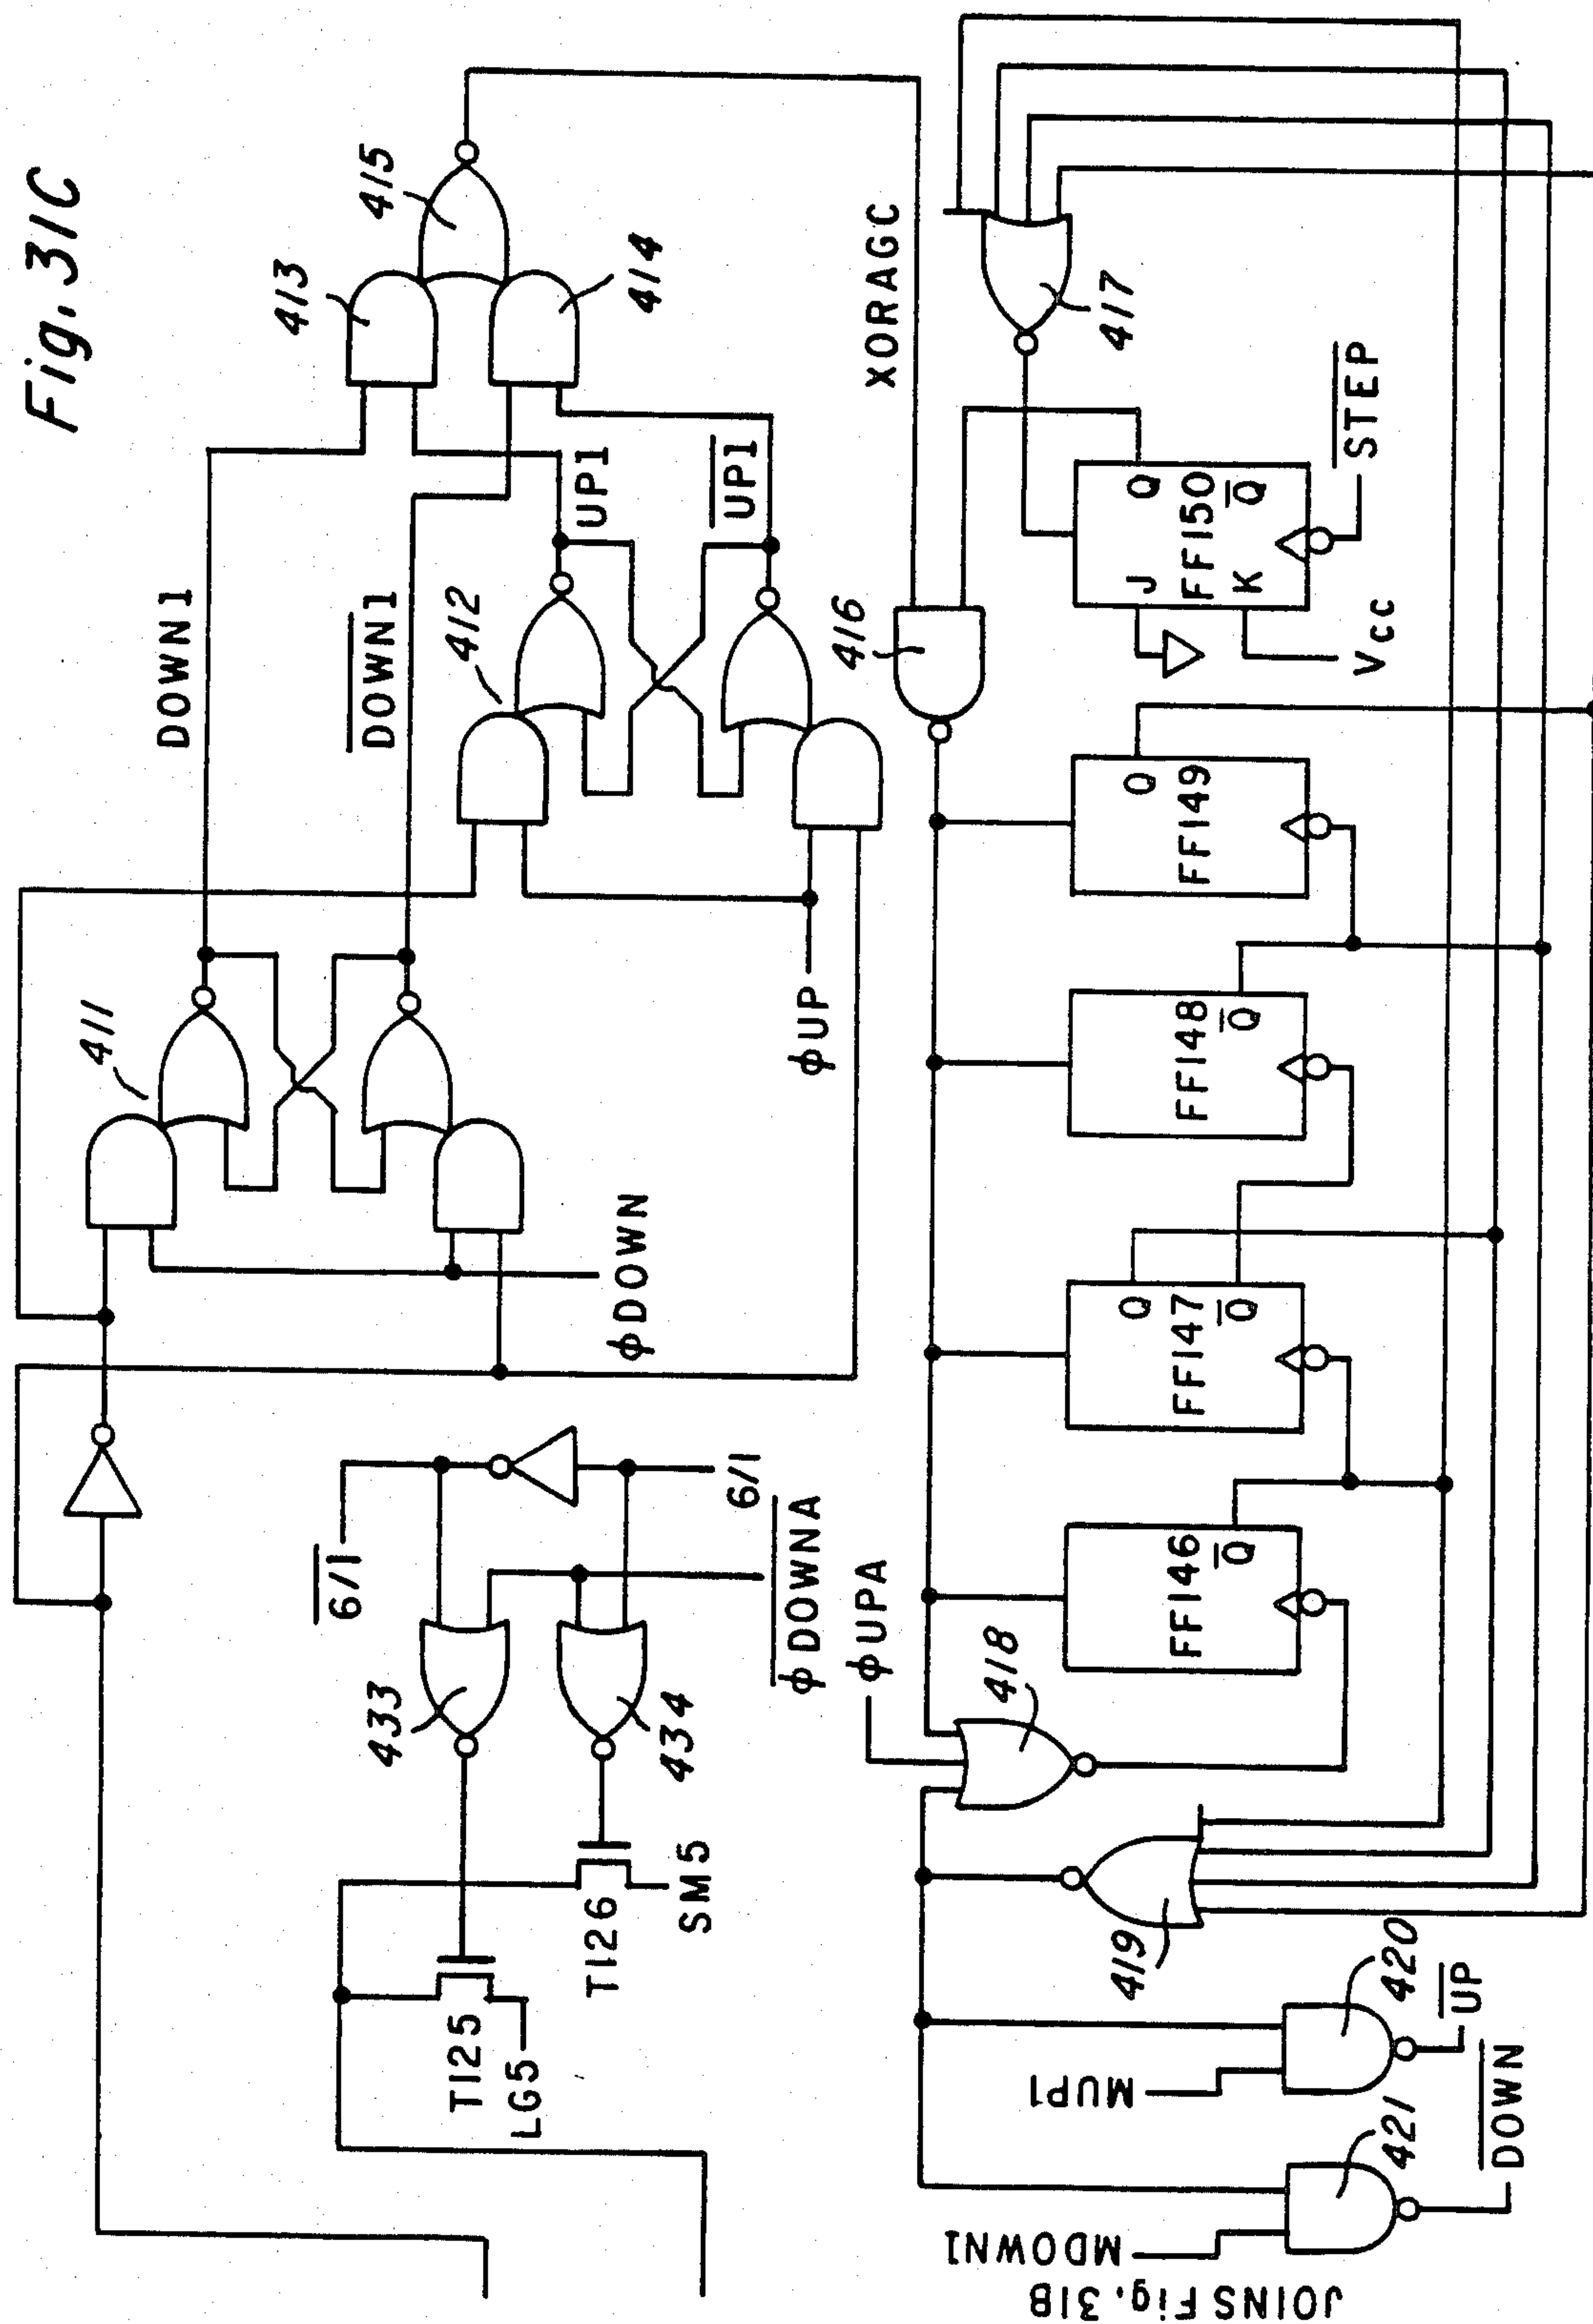 Fig. 31C
DOWN1
DOWN1
411
412
413
414
415
UP1
UP1
φDOWN
φUP
6/1
6/1
433
434
φDOWNA
T125
LG5
T126
SM5
XORAGC
416
417
φUPA
418
419
FF146
Q
FF147
Q
Q
FF148
Q
FF149
Q
FF150
J
K
Q
Q
VCC
STEP
MUP1
420
UP
MDOWN1
421
DOWN
JOINS Fig. 31B